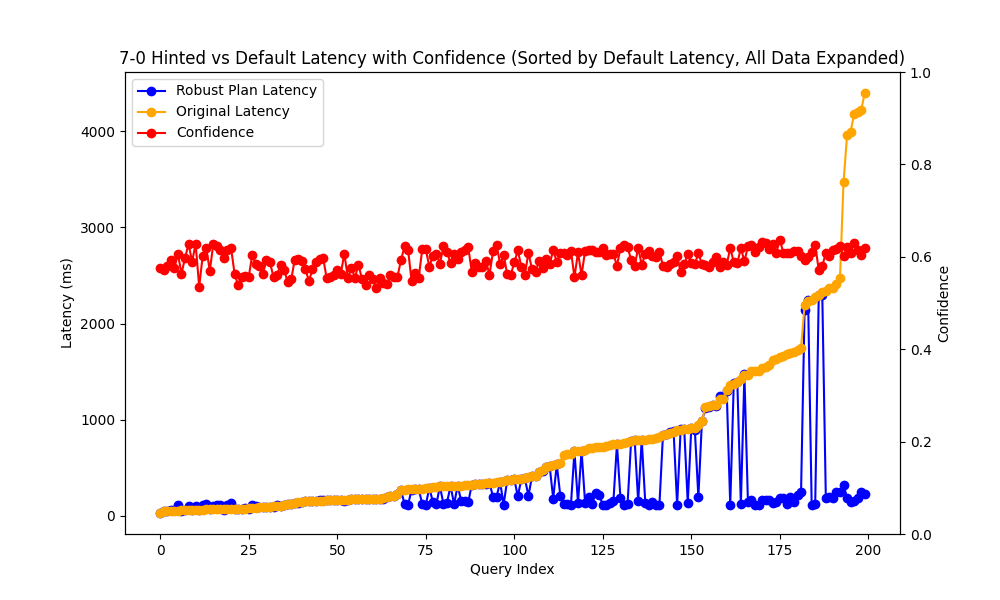 7-0 Hinted vs Default Latency with Confidence (Sorted by Default Latency, All Data Expanded)
Robust Plan Latency
Original Latency
Confidence
4000
3000
2000
1000
0
Latency (ms)
1.0
0.8
0.6
0.4
0.2
0.0
Confidence
0 25 50 75 100 125 150 175 200
Query Index